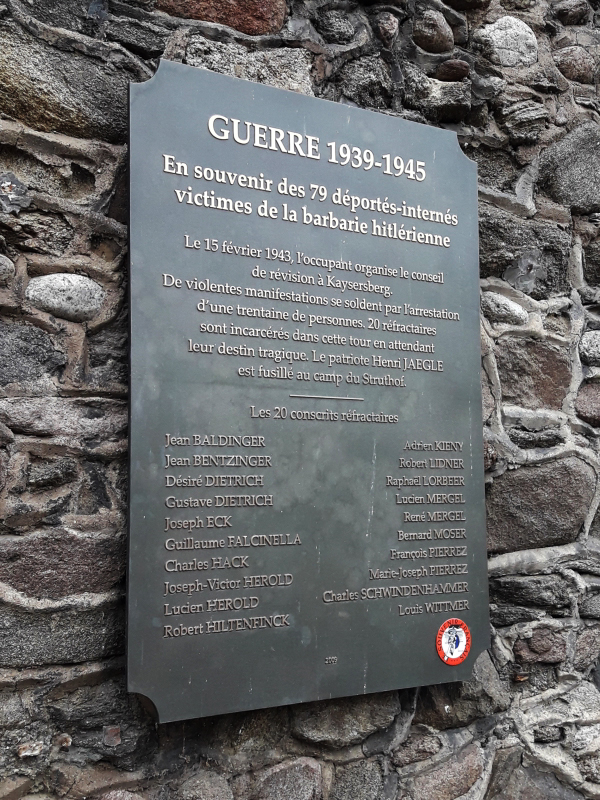 GUERRE 1939-1945
En souvenir des 79 déportés-internés
victimes de la barbarie hitlérienne
Le 15 février 1943, l'occupant organise le conseil
de révision à Kaysersberg.
De violentes manifestations se soldent par l'arrestation
d'une trentaine de personnes. 20 réfractaires
sont incarcérés dans cette tour en attendant
leur destin tragique. Le patriote Henri JAEGLE
est fusillé au camp du Struthof.
Les 20 conscrits réfractaires
Jean BALDINGER
Jean BENTZINGER
Désiré DIETRICH
Gustave DIETRICH
Joseph ECK
Guillaume FALCINELLA
Charles HACK
Joseph-Victor HEROLD
Lucien HEROLD
Robert HILTENFINCK
Adrien KIENY
Robert LIDNER
Raphaël LORBEER
Lucien MERGEL
René MERGEL
Bernard MOSER
François PIERREZ
Marie-Joseph PIERREZ
Charles SCHWINDENHAMMER
Louis WITTMER
2009